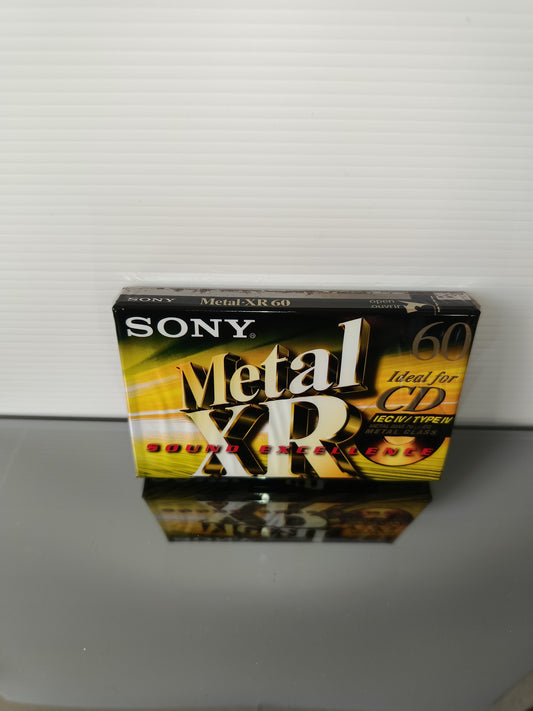 SONY Metal-XR 60 open
ouvrir
SONY
60
Metal
XR
Ideal for
CD
IEC IV / TYPE IV
METAL CLASS
SOUND EXCELLENCE